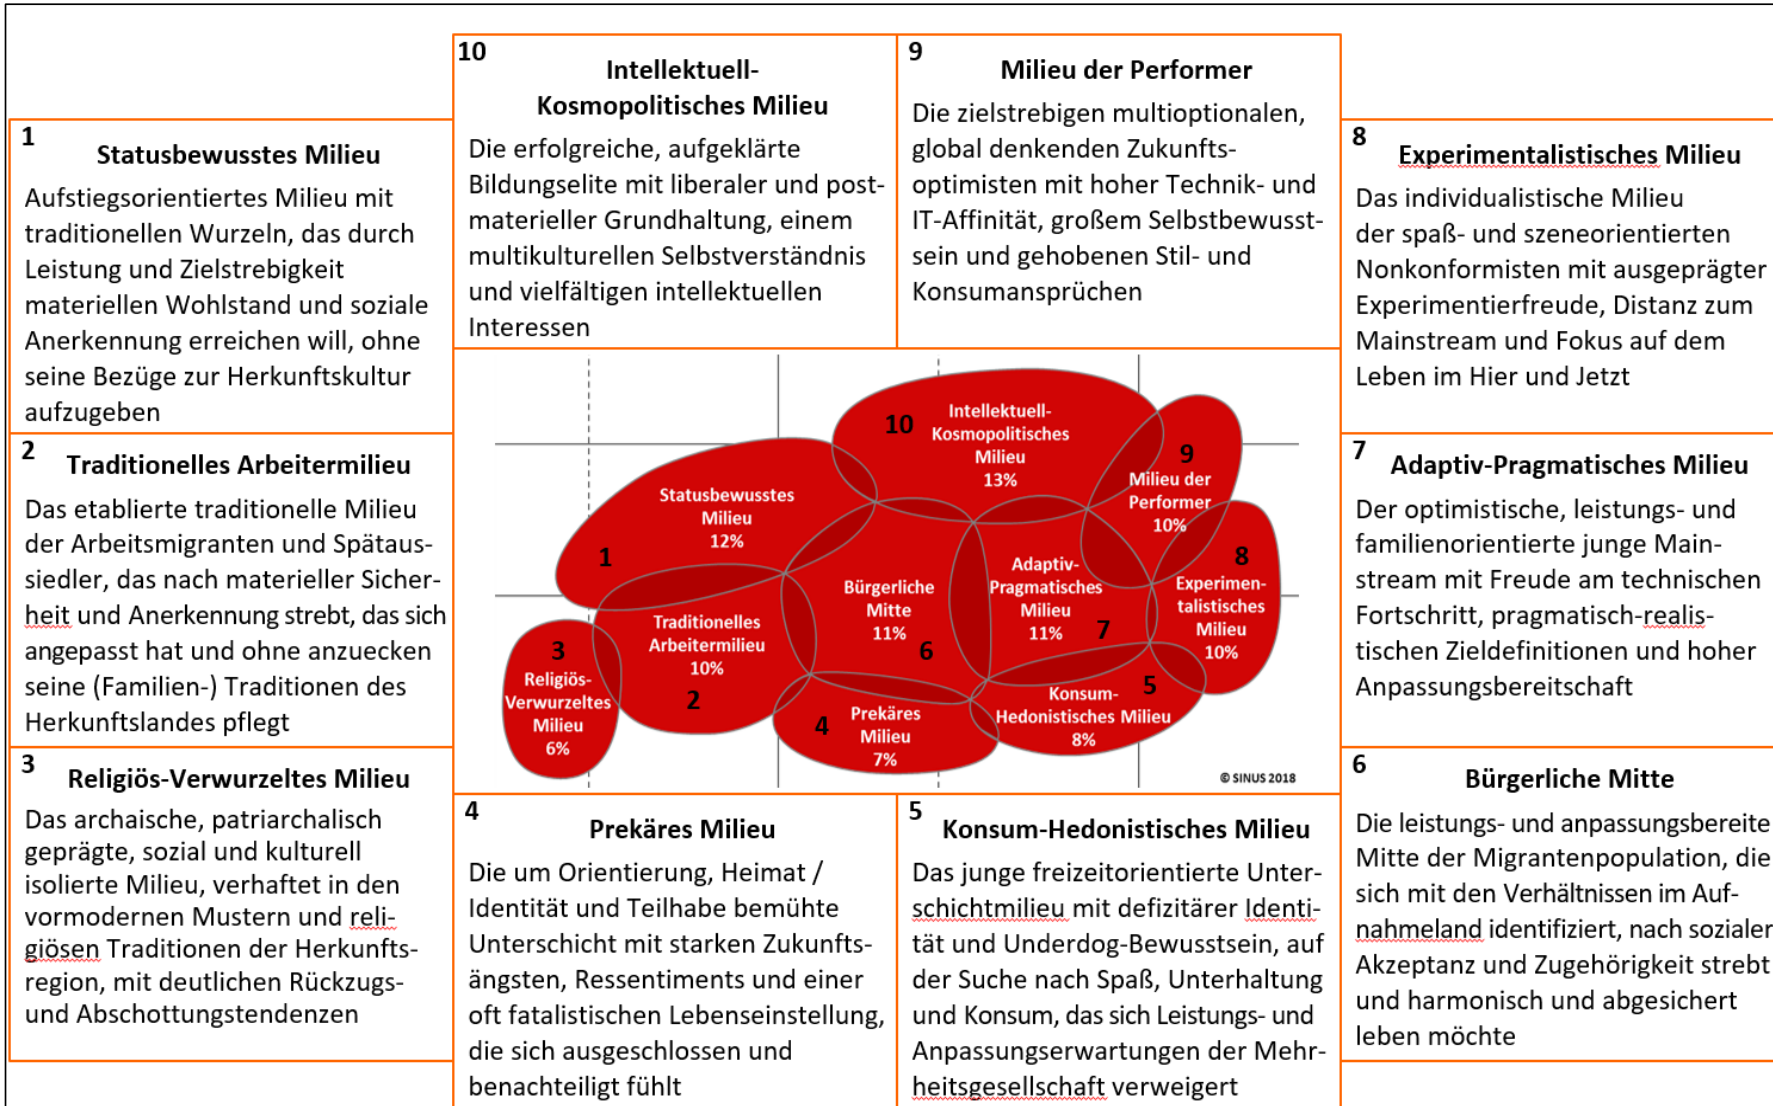 1
Statusbewusstes Milieu
Aufstiegsorientiertes Milieu mit
traditionellen Wurzeln, das durch
Leistung und Zielstrebigkeit
materiellen Wohlstand und soziale
Anerkennung erreichen will, ohne
seine Bezüge zur Herkunftskultur
aufzugeben
2
Traditionelles Arbeitermilieu
Das etablierte traditionelle Milieu
der Arbeitsmigranten und Spätaus-
siedler, das nach materieller Sicher-
heit und Anerkennung strebt, das sich
angepasst hat und ohne anzuecken
seine (Familien-) Traditionen des
Herkunftslandes pflegt
3
Religiös-Verwurzeltes Milieu
Das archaische, patriarchalisch
geprägte, sozial und kulturell
isolierte Milieu, verhaftet in den
vormodernen Mustern und reli-
giösen Traditionen der Herkunfts-
region, mit deutlichen Rückzugs-
und Abschottungstendenzen
10
Intellektuell-
Kosmopolitisches Milieu
Die erfolgreiche, aufgeklärte
Bildungselite mit liberaler und post-
materieller Grundhaltung, einem
multikulturellen Selbstverständnis
und vielfältigen intellektuellen
Interessen
9
Milieu der Performer
Die zielstrebigen multioptionalen,
global denkenden Zukunfts-
optimisten mit hoher Technik- und
IT-Affinität, großem Selbstbewusst-
sein und gehobenen Stil- und
Konsumansprüchen
10
Intellektuell-
Kosmopolitisches
Milieu
13%
9
Milieu der
Performer
10%
Statusbewusstes
Milieu
12%
1
8
Experimen-
talistisches
Milieu
10%
Adaptiv-
Pragmatisches
Milieu
11%
7
Bürgerliche
Mitte
11%
6
Traditionelles
Arbeitermilieu
10%
2
3
Religiös-
Verwurzeltes
Milieu
6%
4
Prekäres
Milieu
7%
5
Konsum-
Hedonistisches Milieu
8%
© SINUS 2018
4
Prekäres Milieu
Die um Orientierung, Heimat /
Identität und Teilhabe bemühte
Unterschicht mit starken Zukunfts-
ängsten, Ressentiments und einer
oft fatalistischen Lebenseinstellung,
die sich ausgeschlossen und
benachteiligt fühlt
5
Konsum-Hedonistisches Milieu
Das junge freizeitorientierte Unter-
schichtmilieu mit defizitärer Identi-
tät und Underdog-Bewusstsein, auf
der Suche nach Spaß, Unterhaltung
und Konsum, das sich Leistungs- und
Anpassungserwartungen der Mehr-
heitsgesellschaft verweigert
8
Experimentalistisches Milieu
Das individualistische Milieu
der spaß- und szeneorientierten
Nonkonformisten mit ausgeprägter
Experimentierfreude, Distanz zum
Mainstream und Fokus auf dem
Leben im Hier und Jetzt
7
Adaptiv-Pragmatisches Milieu
Der optimistische, leistungs- und
familienorientierte junge Main-
stream mit Freude am technischen
Fortschritt, pragmatisch-realis-
tischen Zieldefinitionen und hoher
Anpassungsbereitschaft
6
Bürgerliche Mitte
Die leistungs- und anpassungsbereite
Mitte der Migrantenpopulation, die
sich mit den Verhältnissen im Auf-
nahmeland identifiziert, nach sozialer
Akzeptanz und Zugehörigkeit strebt
und harmonisch und abgesichert
leben möchte